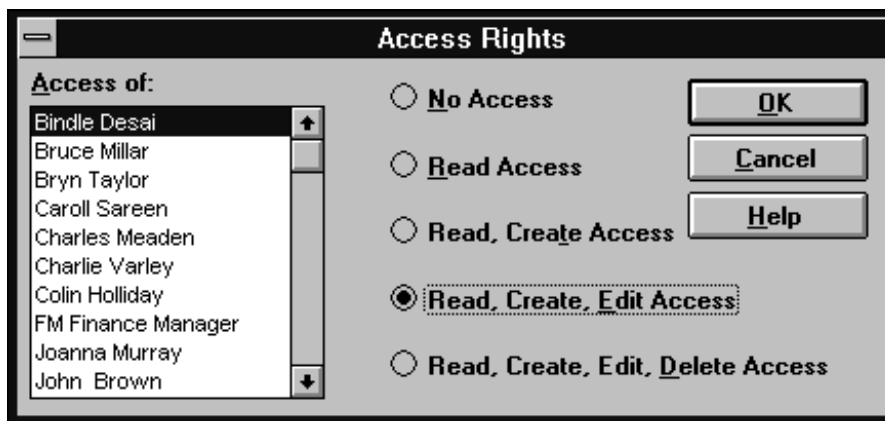 Access Rights
Access of:
Bindle Desai
Bruce Millar
Bryn Taylor
Caroll Sareen
Charles Meaden
Charlie Varley
Colin Holliday
FM Finance Manager
Joanna Murray
John  Brown
No Access
Read Access
Read, Create Access
Read, Create, Edit Access
Read, Create, Edit, Delete Access
OK
Cancel
Help